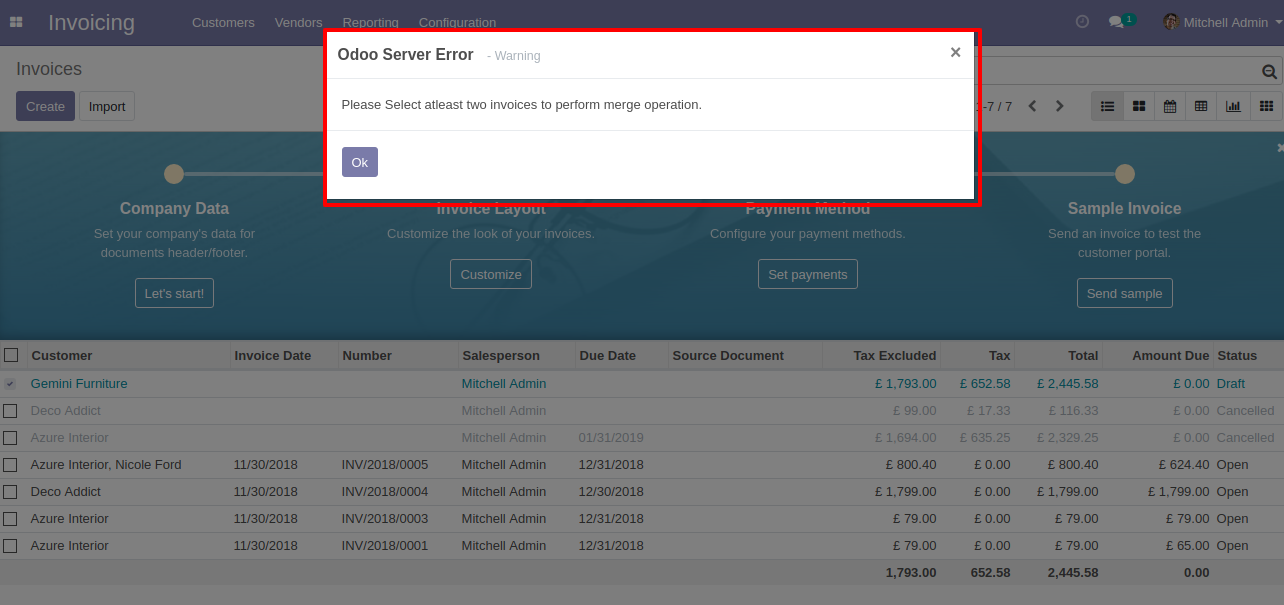 Invoicing Customers Vendors Reporting Configuration 1 Mitchell Admin
Odoo Server Error - Warning ×
Invoices
Please Select atleast two invoices to perform merge operation.
Create Import 1-7 / 7
Ok
Company Data Invoice Layout Payment Method Sample Invoice
Set your company's data for Customize the look of your invoices. Configure your payment methods. Send an invoice to test the
documents header/footer. customer portal.
Let's start! Customize Set payments Send sample
Customer Invoice Date Number Salesperson Due Date Source Document Tax Excluded Tax Total Amount Due Status
Gemini Furniture Mitchell Admin £ 1,793.00 £ 652.58 £ 2,445.58 £ 0.00 Draft
Deco Addict Mitchell Admin £ 99.00 £ 17.33 £ 116.33 £ 0.00 Cancelled
Azure Interior Mitchell Admin 01/31/2019 £ 1,694.00 £ 635.25 £ 2,329.25 £ 0.00 Cancelled
Azure Interior, Nicole Ford 11/30/2018 INV/2018/0005 Mitchell Admin 12/31/2018 £ 800.40 £ 0.00 £ 800.40 £ 624.40 Open
Deco Addict 11/30/2018 INV/2018/0004 Mitchell Admin 12/30/2018 £ 1,799.00 £ 0.00 £ 1,799.00 £ 1,799.00 Open
Azure Interior 11/30/2018 INV/2018/0003 Mitchell Admin 12/31/2018 £ 79.00 £ 0.00 £ 79.00 £ 79.00 Open
Azure Interior 11/30/2018 INV/2018/0001 Mitchell Admin 12/31/2018 £ 79.00 £ 0.00 £ 79.00 £ 65.00 Open
1,793.00 652.58 2,445.58 0.00